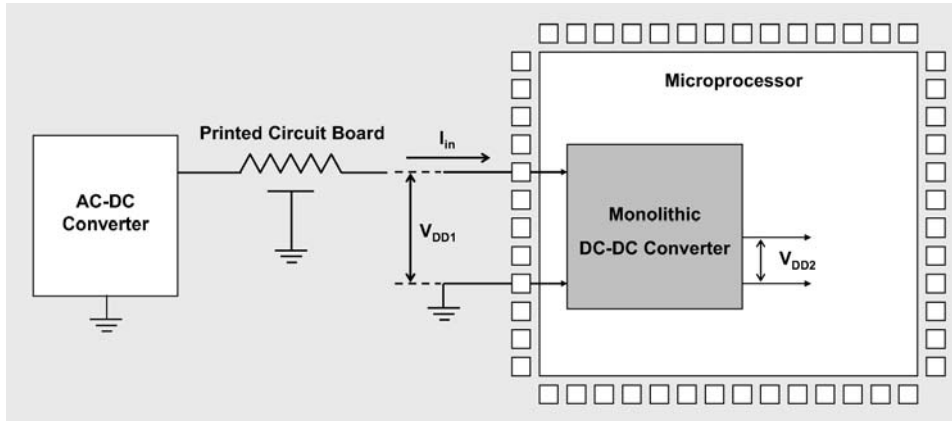 Microprocessor
Printed Circuit Board
I_in
AC-DC
Converter
V_DD1
Monolithic
DC-DC Converter
V_DD2